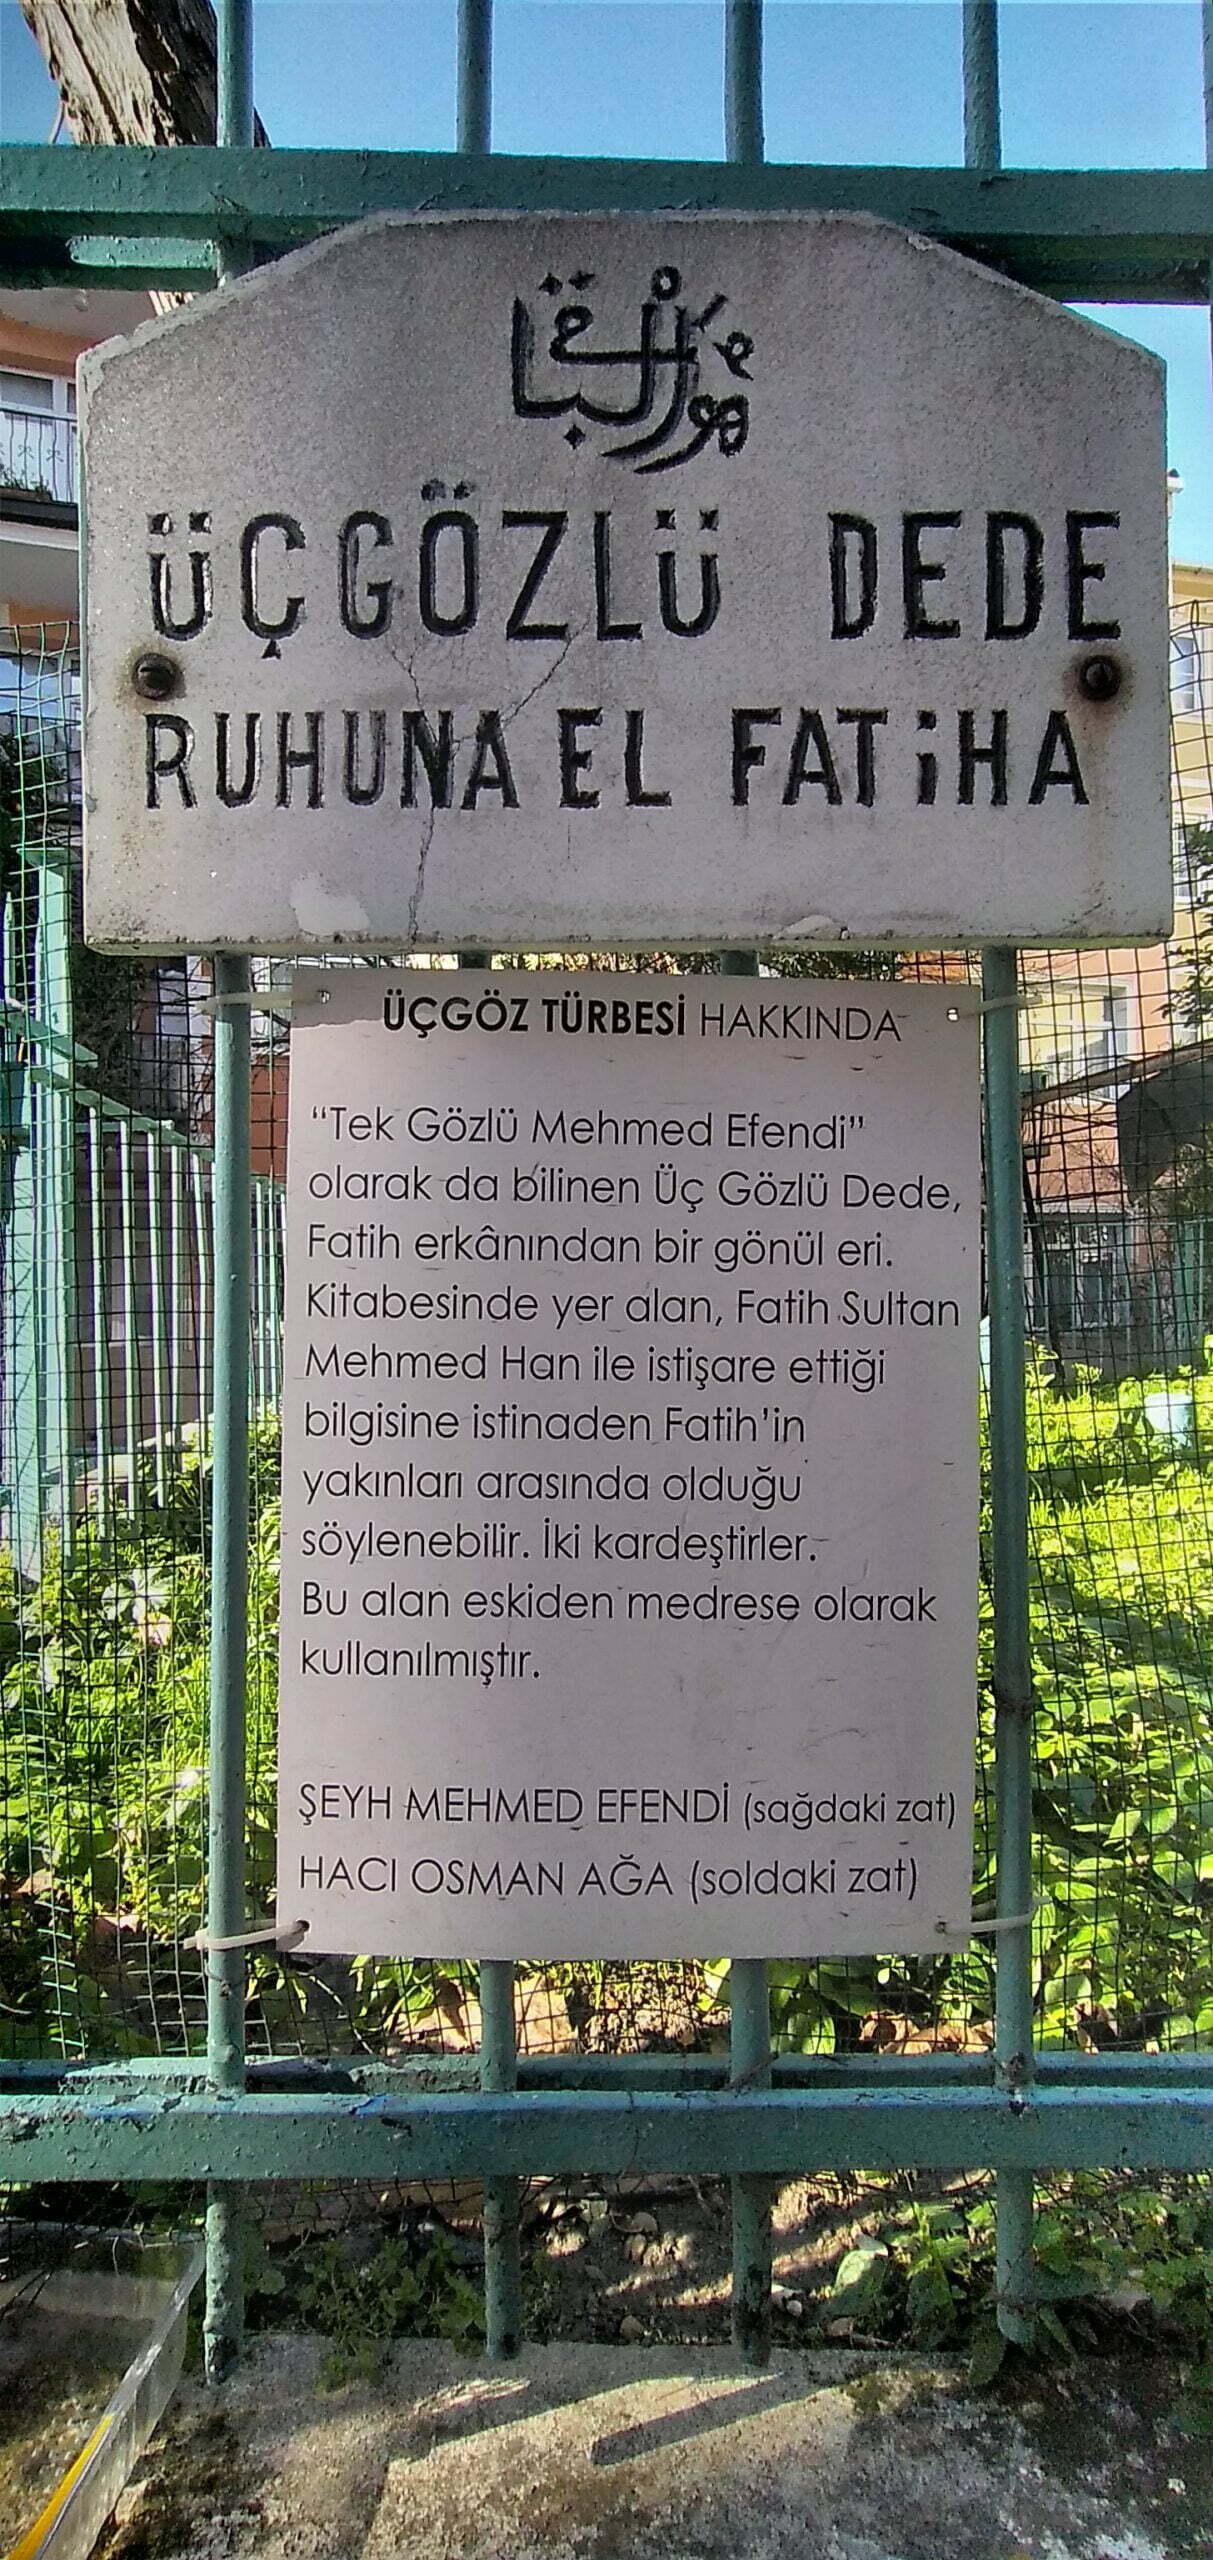 هو الباقي
ÜÇGÖZLÜ DEDE
RUHUNA EL FATiHA
ÜÇGÖZ TÜRBESİ HAKKINDA
“Tek Gözlü Mehmed Efendi”
olarak da bilinen Üç Gözlü Dede,
Fatih erkânından bir gönül eri.
Kitabesinde yer alan, Fatih Sultan
Mehmed Han ile istişare ettiği
bilgisine istinaden Fatih’in
yakınları arasında olduğu
söylenebilir. İki kardeştirler.
Bu alan eskiden medrese olarak
kullanılmıştır.
ŞEYH MEHMED EFENDİ (sağdaki zat)
HACI OSMAN AĞA (soldaki zat)